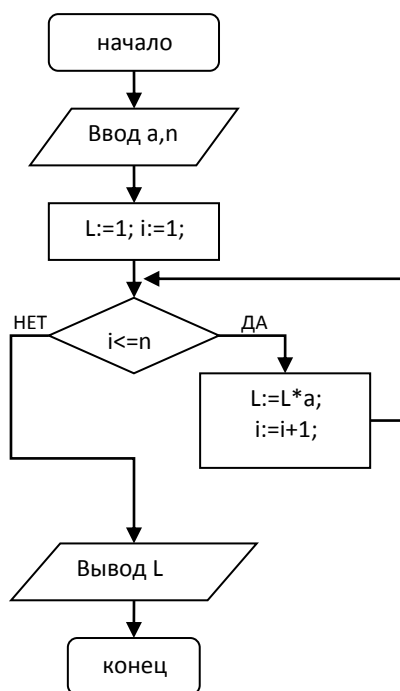 начало
Ввод a,n
L:=1; i:=1;
НЕТ
ДА
i<=n
L:=L*a;
i:=i+1;
Вывод L
конец